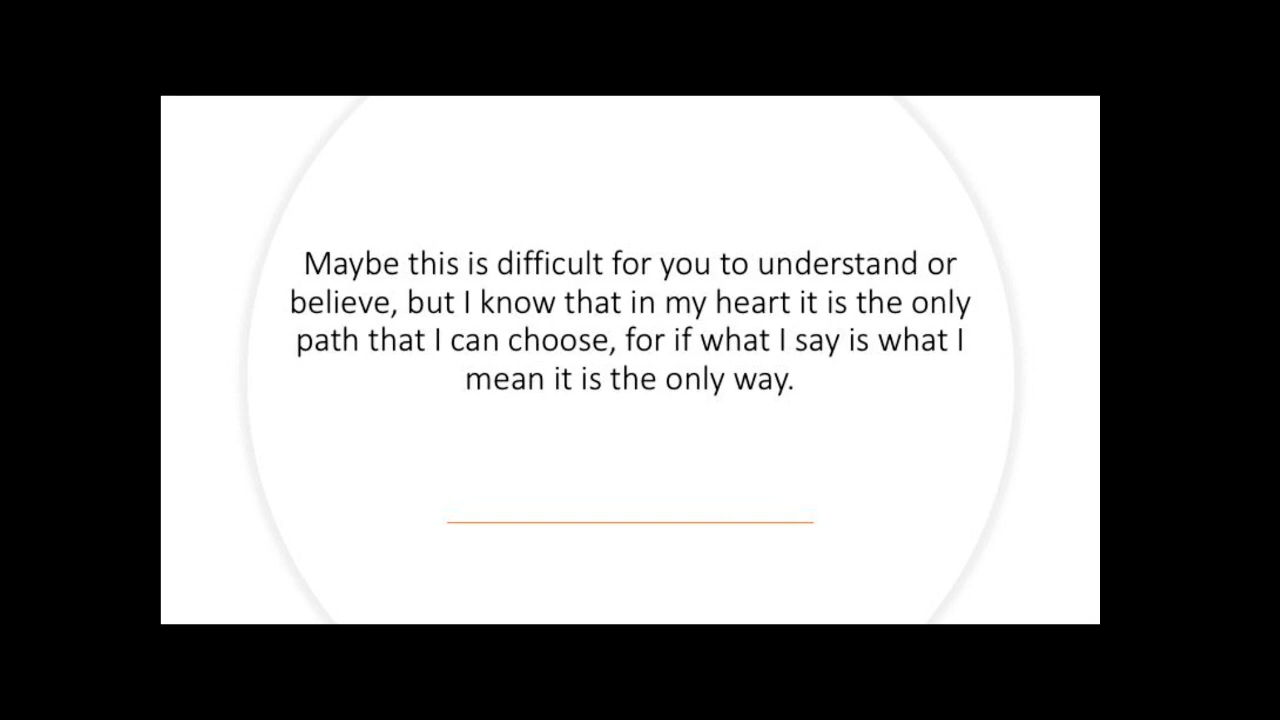 Maybe this is difficult for you to understand or
believe, but I know that in my heart it is the only
path that I can choose, for if what I say is what I
mean it is the only way.